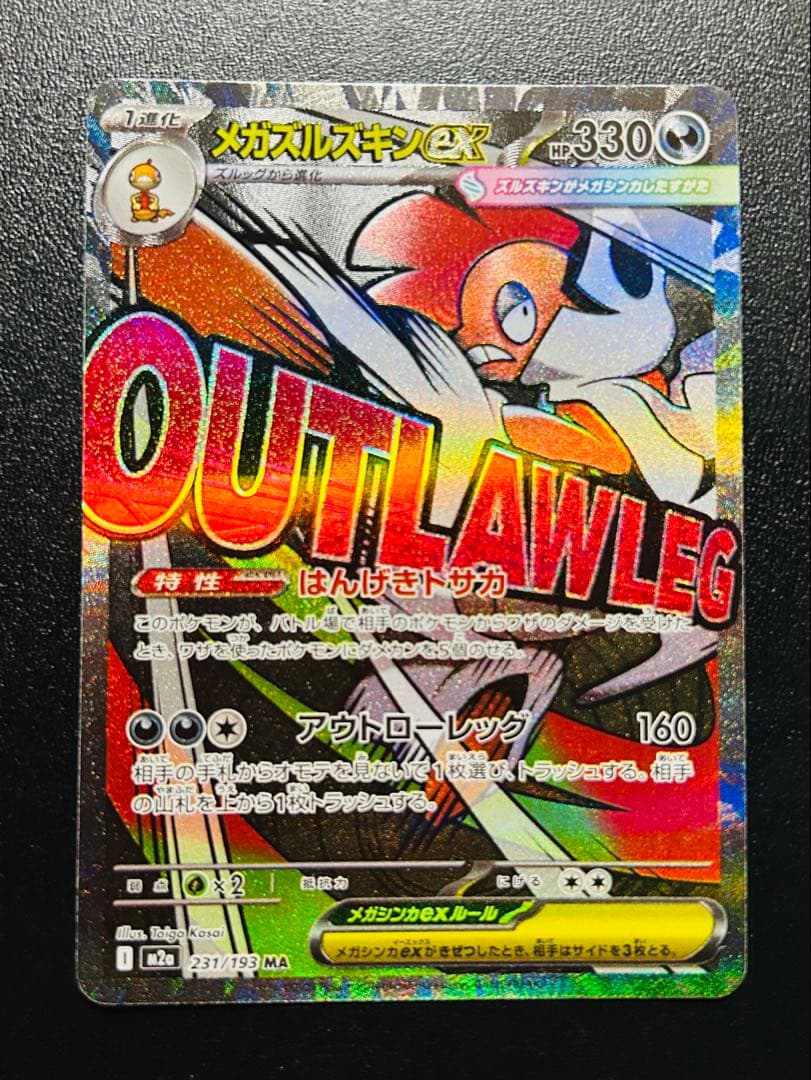 1進化
メガズルズキンex
HP330
ズルッグから進化
ズルズキンがメガシンカしたすがた
OUTLAW LEG
特性 はんげきトサカ
このポケモンが、バトル場で相手のポケモンからワザのダメージを受けた
とき、ワザを使ったポケモンにダメカンを5個のせる。
アウトローレッグ 160
相手の手札からオモテを見ないで1枚選び、トラッシュする。相手
の山札を上から1枚トラッシュする。
弱点 ×2 抵抗力 にげる
メガシンカexルール
メガシンカexがきぜつしたとき、相手はサイドを3枚とる。
Illus. Taiga Kasai
I M2a 231/193 MA